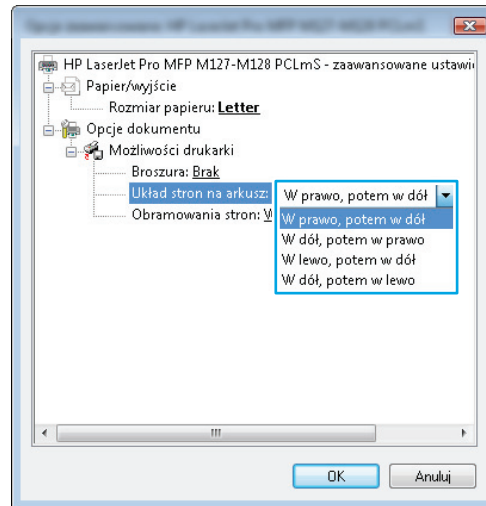 HP LaserJet Pro MFP M127-M128 PCLmS - zaawansowane
Papier/wyjście
Rozmiar papieru: Letter
Opcje dokumentu
Możliwości drukarki
Broszura: Brak
Układ stron na arkusz: W prawo, potem w dół
W prawo, potem w dół
Obramowania stron:
W dół, potem w prawo
W lewo, potem w dół
W dół, potem w lewo
OK Anuluj